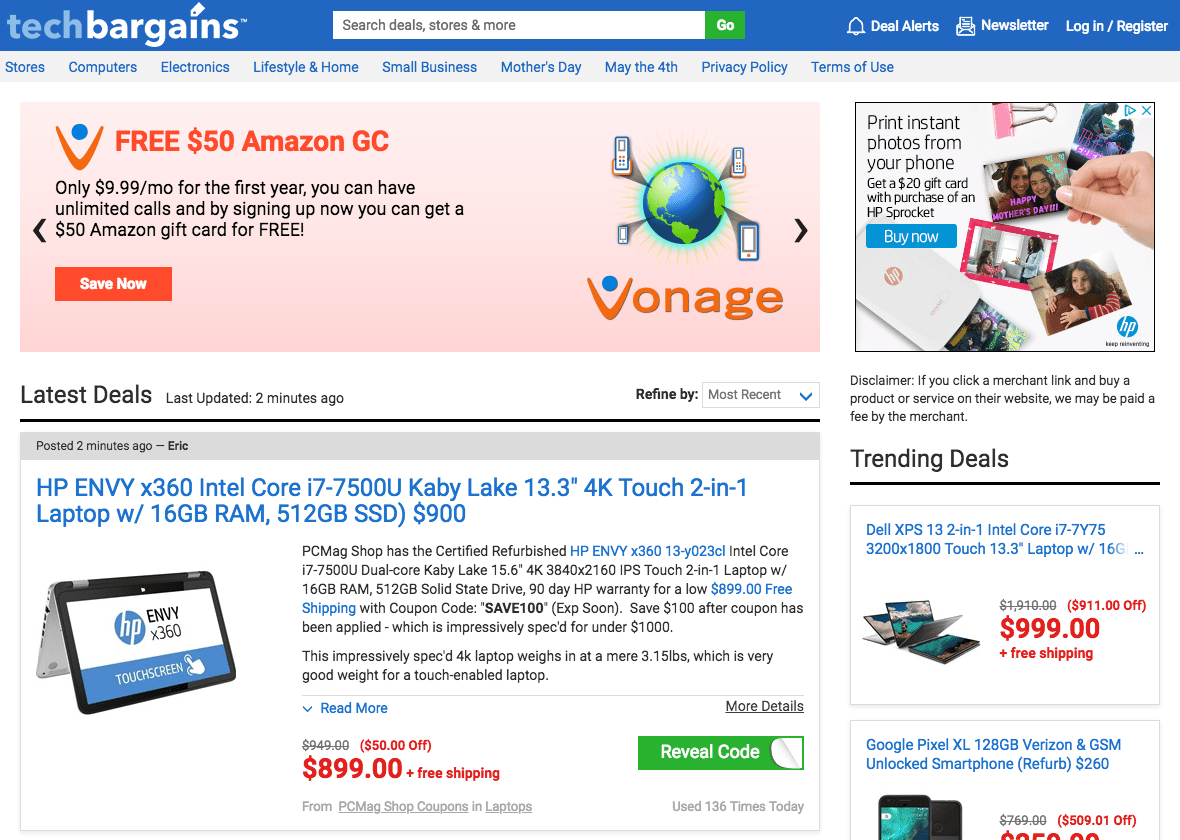 techbargains™
Search deals, stores & more
Go
Deal Alerts
Newsletter
Log in / Register
Stores
Computers
Electronics
Lifestyle & Home
Small Business
Mother's Day
May the 4th
Privacy Policy
Terms of Use
FREE $50 Amazon GC
Only $9.99/mo for the first year, you can have
unlimited calls and by signing up now you can get a
$50 Amazon gift card for FREE!
Save Now
Vonage
Print instant
photos from
your phone
Get a $20 gift card
with purchase of an
HP Sprocket
Buy now
HAPPY
MOTHER'S DAY!!!
hp
hp
keep reinventing
Latest Deals
Last Updated: 2 minutes ago
Refine by:
Most Recent
Disclaimer: If you click a merchant link and buy a
product or service on their website, we may be paid a
fee by the merchant.
Posted 2 minutes ago — Eric
HP ENVY x360 Intel Core i7-7500U Kaby Lake 13.3" 4K Touch 2-in-1
Laptop w/ 16GB RAM, 512GB SSD) $900
hp
ENVY
x360
TOUCHSCREEN
PCMag Shop has the Certified Refurbished HP ENVY x360 13-y023cl Intel Core
i7-7500U Dual-core Kaby Lake 15.6" 4K 3840x2160 IPS Touch 2-in-1 Laptop w/
16GB RAM, 512GB Solid State Drive, 90 day HP warranty for a low $899.00 Free
Shipping with Coupon Code: "SAVE100" (Exp Soon). Save $100 after coupon has
been applied - which is impressively spec'd for under $1000.
This impressively spec'd 4k laptop weighs in at a mere 3.15lbs, which is very
good weight for a touch-enabled laptop.
Read More
More Details
$949.00 ($50.00 Off)
$899.00 + free shipping
Reveal Code
From PCMag Shop Coupons in Laptops
Used 136 Times Today
Trending Deals
Dell XPS 13 2-in-1 Intel Core i7-7Y75
3200x1800 Touch 13.3" Laptop w/ 16G ...
$1,910.00 ($911.00 Off)
$999.00
+ free shipping
Google Pixel XL 128GB Verizon & GSM
Unlocked Smartphone (Refurb) $260
$769.00 ($509.01 Off)